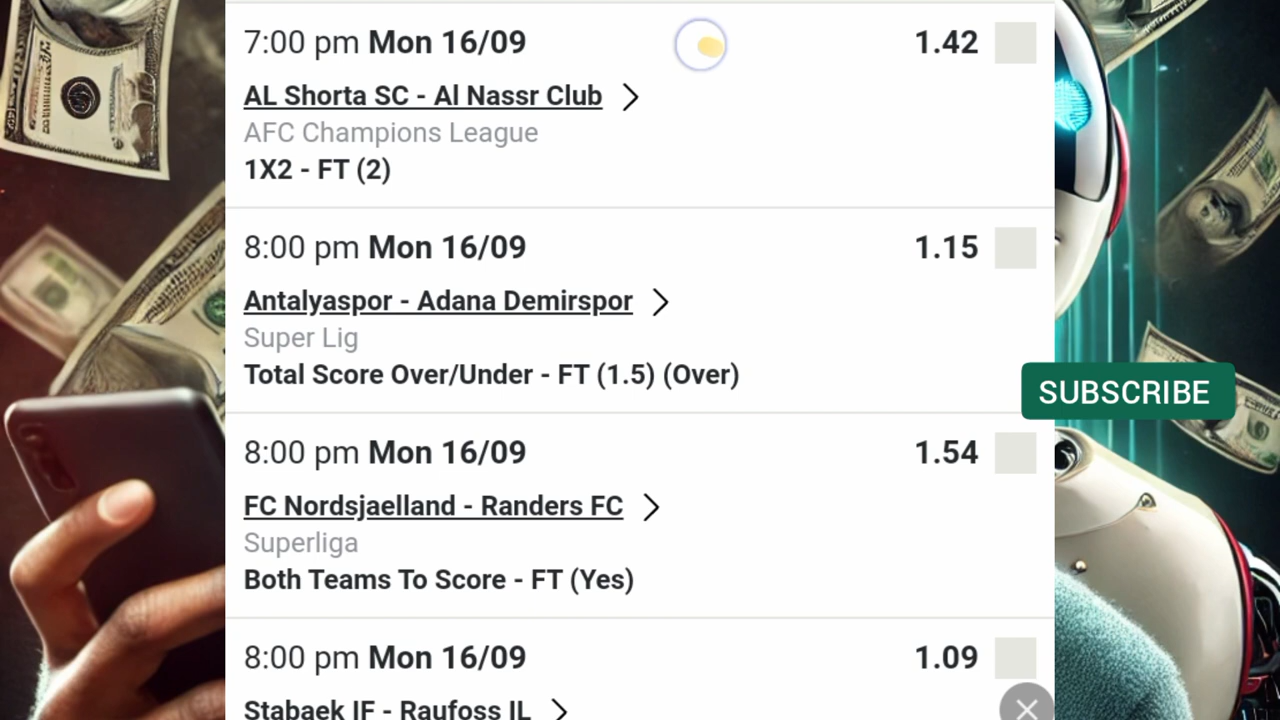 7:00 pm Mon 16/09 1.42
AL Shorta SC - Al Nassr Club
AFC Champions League
1X2 - FT (2)
8:00 pm Mon 16/09 1.15
Antalyaspor - Adana Demirspor
Super Lig
Total Score Over/Under - FT (1.5) (Over)
SUBSCRIBE
8:00 pm Mon 16/09 1.54
FC Nordsjaelland - Randers FC
Superliga
Both Teams To Score - FT (Yes)
8:00 pm Mon 16/09 1.09
Stabaek IF - Raufoss IL